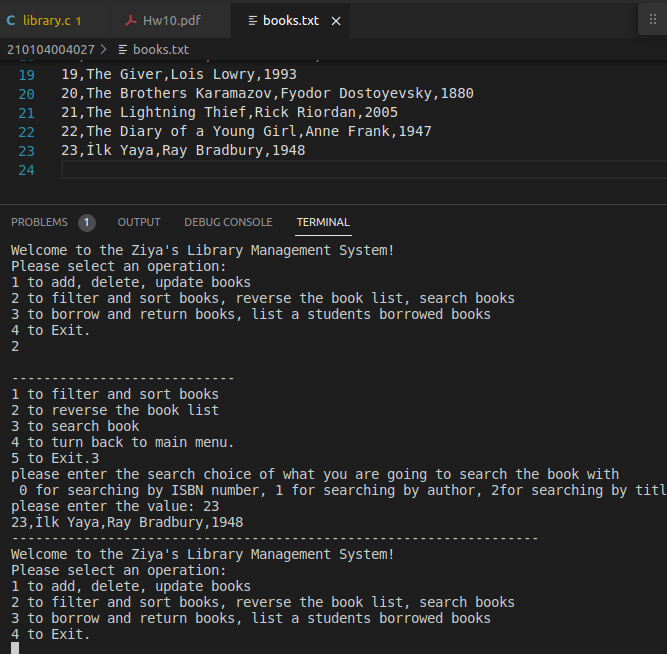 library.c 1 Hw10.pdf books.txt
210104004027 > books.txt
19 19,The Giver,Lois Lowry,1993
20 20,The Brothers Karamazov,Fyodor Dostoyevsky,1880
21 21,The Lightning Thief,Rick Riordan,2005
22 22,The Diary of a Young Girl,Anne Frank,1947
23 23,İlk Yaya,Ray Bradbury,1948
24
PROBLEMS 1 OUTPUT DEBUG CONSOLE TERMINAL
Welcome to the Ziya's Library Management System!
Please select an operation:
1 to add, delete, update books
2 to filter and sort books, reverse the book list, search books
3 to borrow and return books, list a students borrowed books
4 to Exit.
2
----------------------------
1 to filter and sort books
2 to reverse the book list
3 to search book
4 to turn back to main menu.
5 to Exit.3
please enter the search choice of what you are going to search the book with
0 for searching by ISBN number, 1 for searching by author, 2for searching by titl
please enter the value: 23
23,İlk Yaya,Ray Bradbury,1948
------------------------------------------------------------------
Welcome to the Ziya's Library Management System!
Please select an operation:
1 to add, delete, update books
2 to filter and sort books, reverse the book list, search books
3 to borrow and return books, list a students borrowed books
4 to Exit.